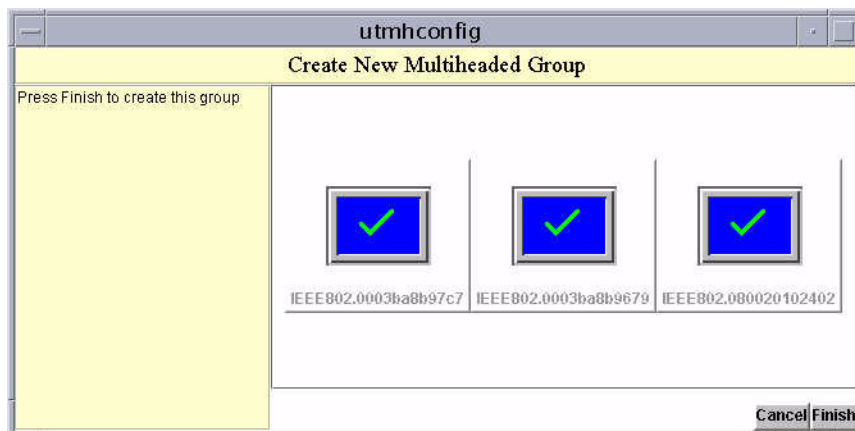 utmhconfig
Create New Multiheaded Group
Press Finish to create this group
IEEE802.0003ba8b97c7 IEEE802.0003ba8b9679 IEEE802.080020102402
Cancel Finish